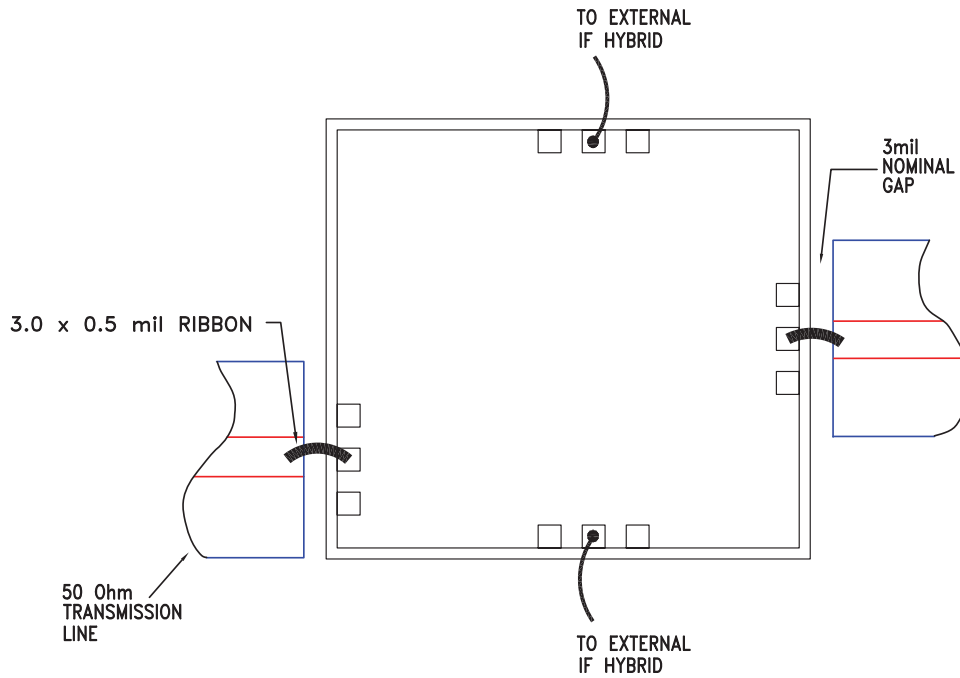 TO EXTERNAL
IF HYBRID
3mil
NOMINAL
GAP
3.0 x 0.5 mil RIBBON
50 Ohm
TRANSMISSION
LINE
TO EXTERNAL
IF HYBRID